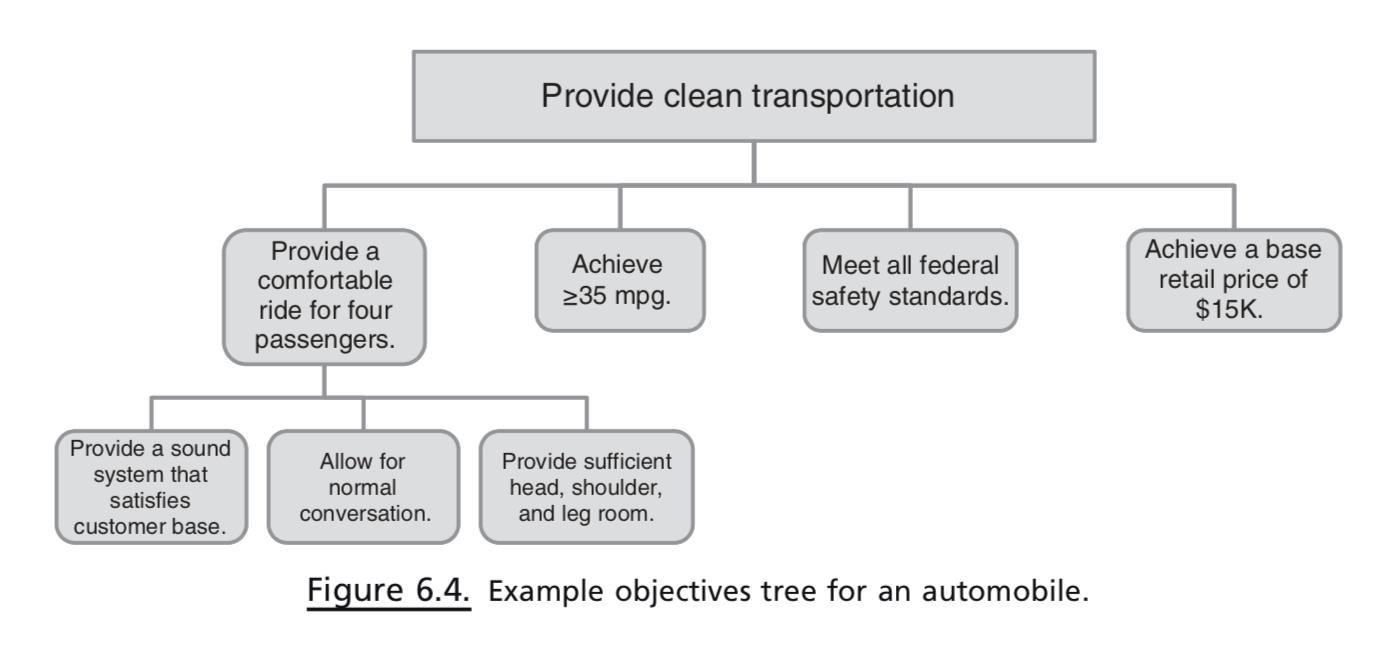 Provide clean transportation
Provide a
comfortable
ride for four
passengers.
Achieve
≥35 mpg.
Meet all federal
safety standards.
Achieve a base
retail price of
$15K.
Provide a sound
system that
satisfies
customer base.
Allow for
normal
conversation.
Provide sufficient
head, shoulder,
and leg room.
Figure 6.4. Example objectives tree for an automobile.